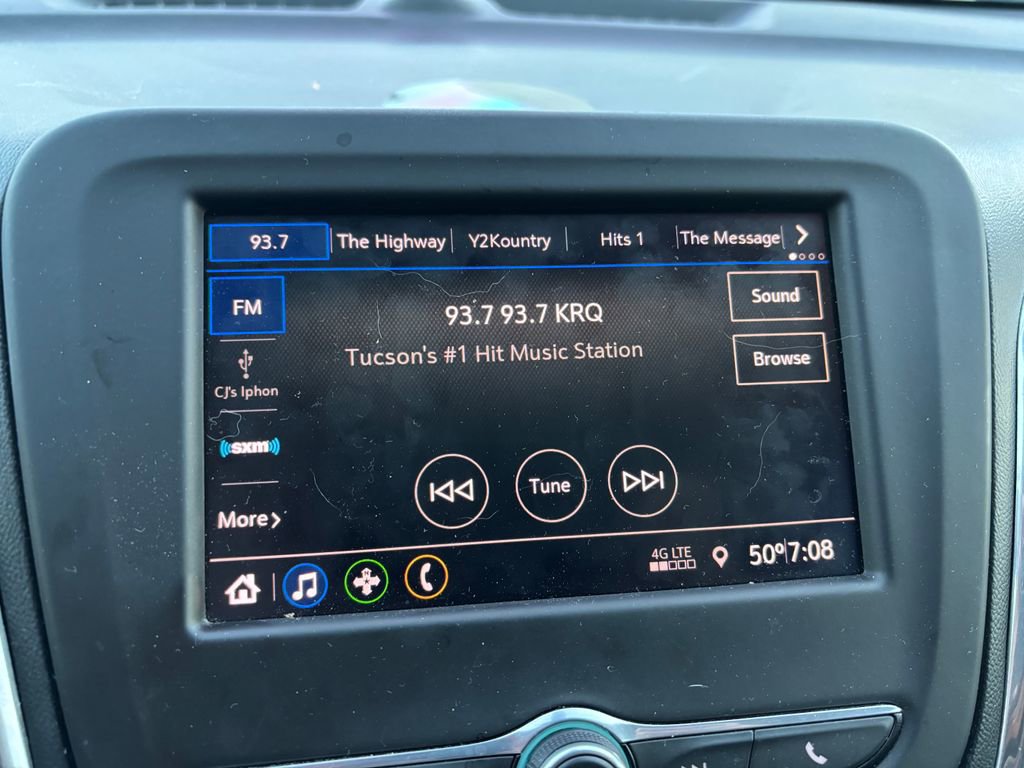 93.7 The Highway Y2Kountry Hits 1 The Message
FM
93.7 93.7 KRQ
Sound
Tucson's #1 Hit Music Station
Browse
CJ's Iphon
sxm
Tune
More
4G LTE
50° 7:08